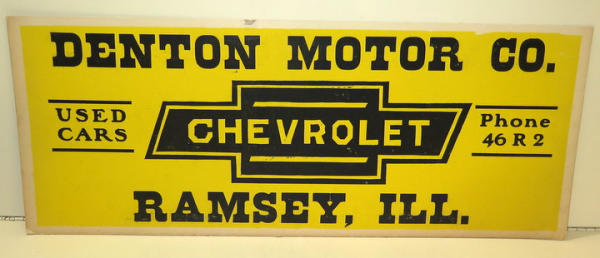 DENTON MOTOR CO.
USED
CARS
CHEVROLET
Phone
46 R 2
RAMSEY, ILL.